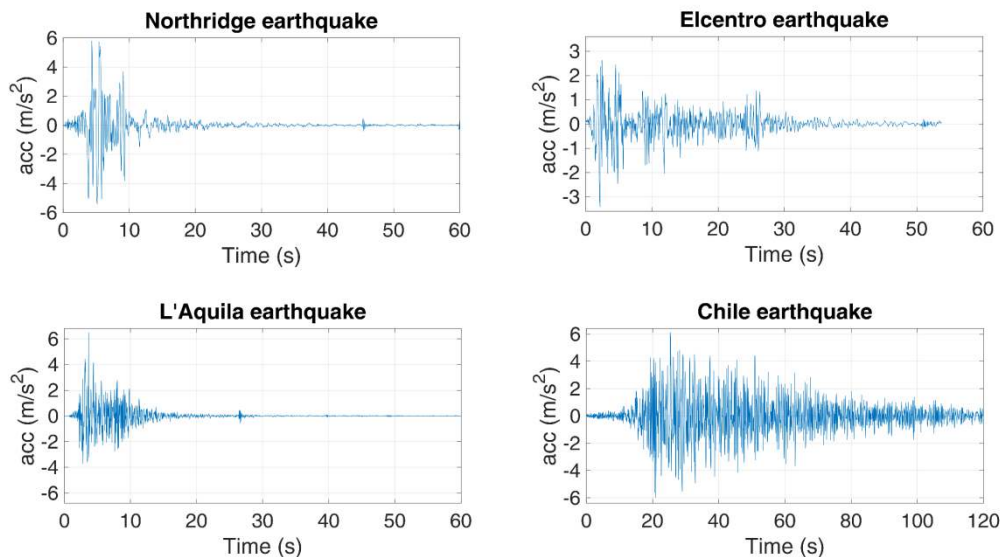 Northridge earthquake
6
4
2
0
-2
-4
-6
acc (m/s²)
0 10 20 30 40 50 60
Time (s)
Elcentro earthquake
3
2
1
0
-1
-2
-3
acc (m/s²)
0 10 20 30 40 50 60
Time (s)
L'Aquila earthquake
6
4
2
0
-2
-4
-6
acc (m/s²)
0 10 20 30 40 50 60
Time (s)
Chile earthquake
6
4
2
0
-2
-4
-6
acc (m/s²)
0 20 40 60 80 100 120
Time (s)